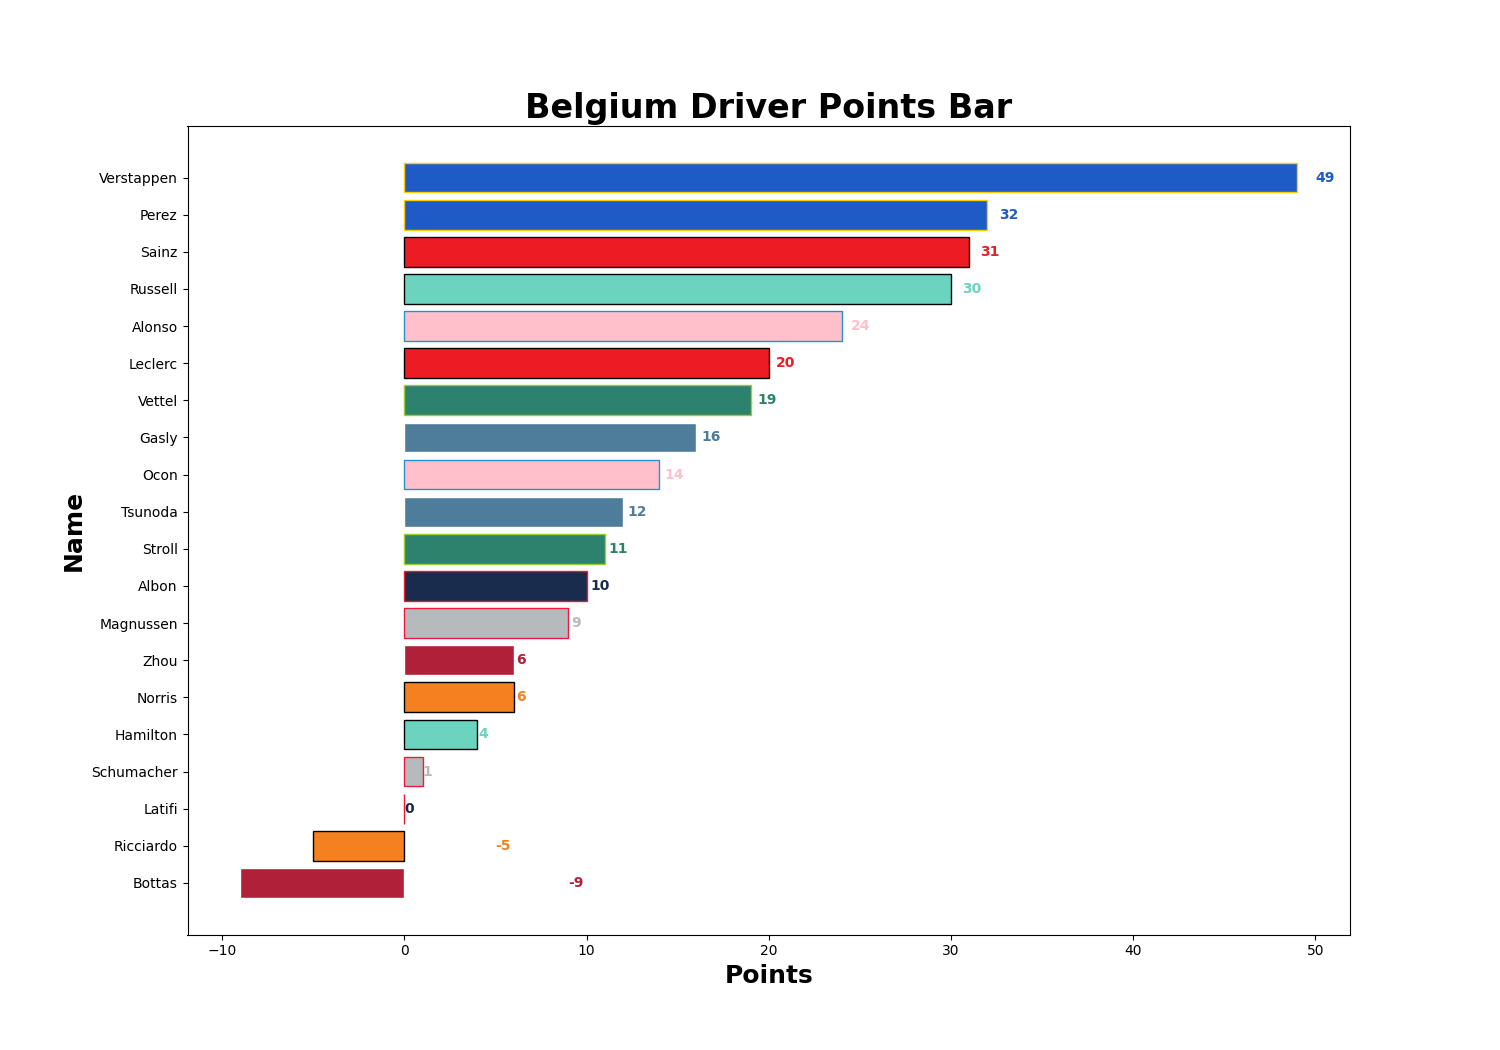 Belgium Driver Points Bar
Verstappen 49
Perez 32
Sainz 31
Russell 30
Alonso 24
Leclerc 20
Vettel 19
Gasly 16
Ocon 14
Tsunoda 12
Stroll 11
Albon 10
Magnussen 9
Zhou 6
Norris 6
Hamilton 4
Schumacher 1
Latifi 0
Ricciardo -5
Bottas -9
Name
−10 0 10 20 30 40 50
Points